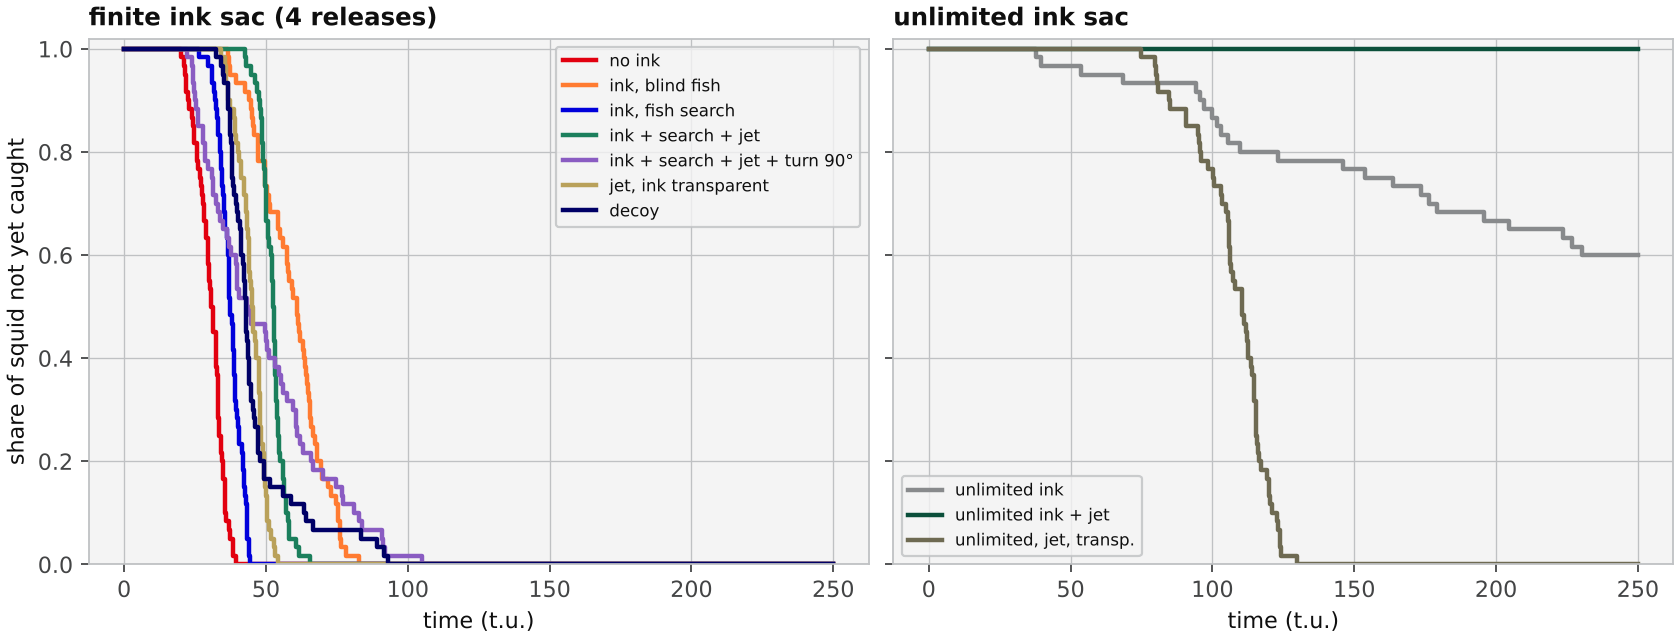 finite ink sac (4 releases)
share of squid not yet caught
1.0
0.8
0.6
0.4
0.2
0.0
no ink
ink, blind fish
ink, fish search
ink + search + jet
ink + search + jet + turn 90°
jet, ink transparent
decoy
0 50 100 150 200 250
time (t.u.)
unlimited ink sac
unlimited ink
unlimited ink + jet
unlimited, jet, transp.
0 50 100 150 200 250
time (t.u.)